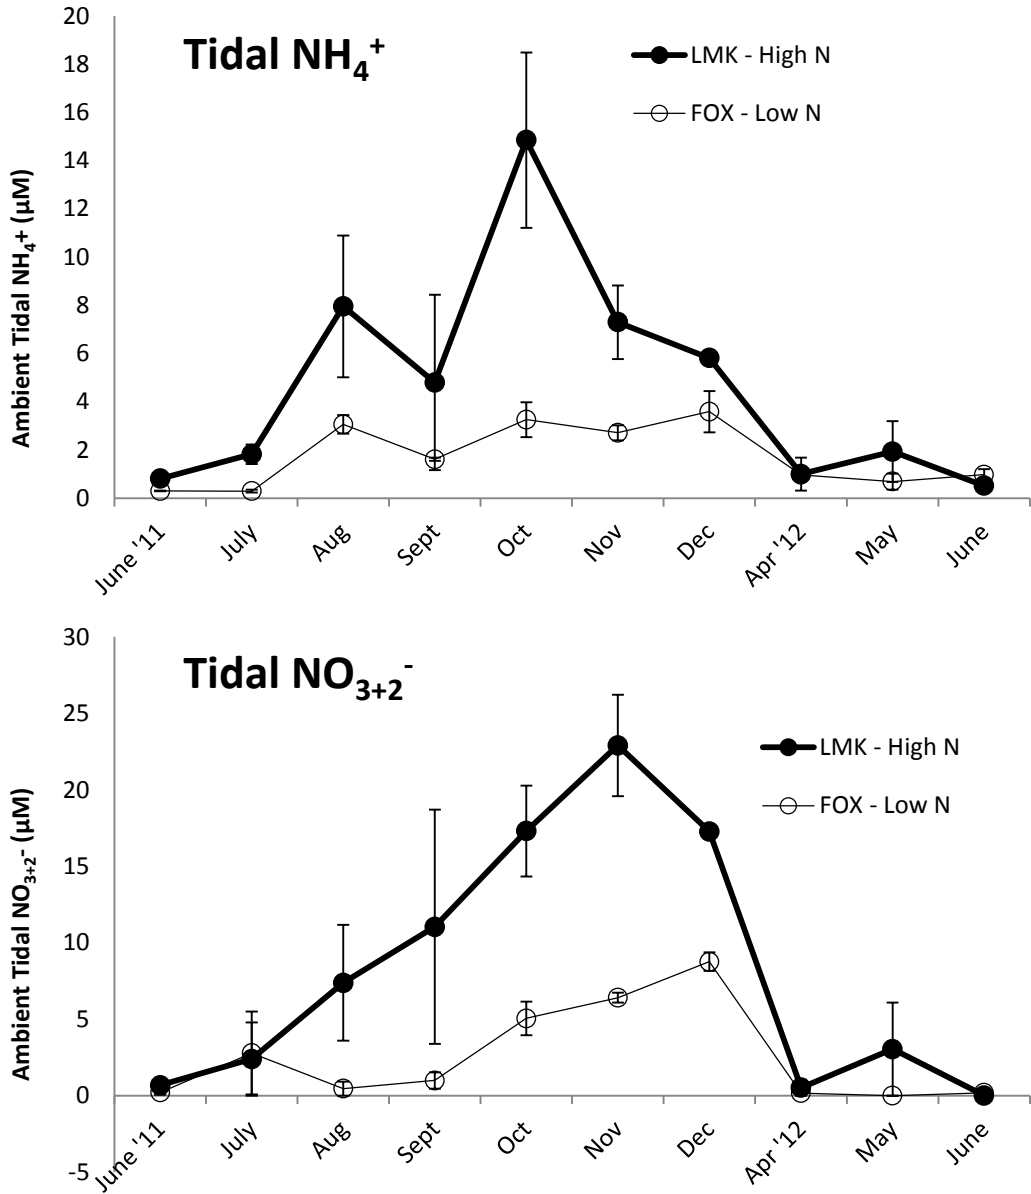 Tidal NH₄⁺
LMK - High N
FOX - Low N
Ambient Tidal NH₄+ (µM)
20
18
16
14
12
10
8
6
4
2
0
June '11
July
Aug
Sept
Oct
Nov
Dec
Apr '12
May
June
Tidal NO₃₊₂⁻
LMK - High N
FOX - Low N
Ambient Tidal NO₃₊₂- (µM)
30
25
20
15
10
5
0
-5
June '11
July
Aug
Sept
Oct
Nov
Dec
Apr '12
May
June